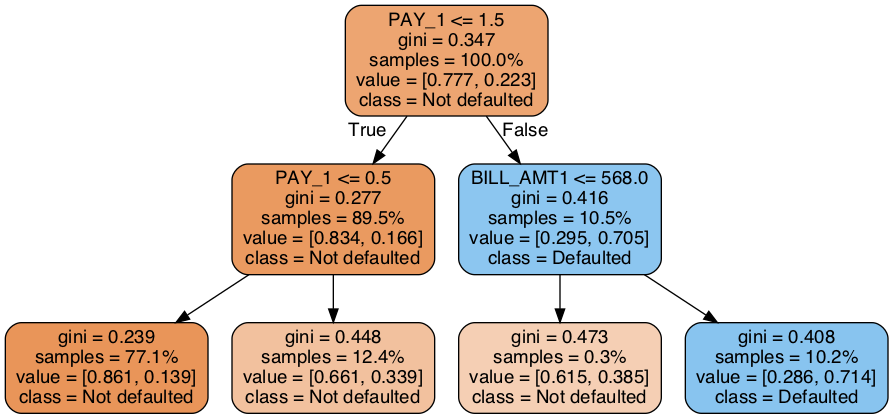 PAY_1 <= 1.5
gini = 0.347
samples = 100.0%
value = [0.777, 0.223]
class = Not defaulted
True
False
PAY_1 <= 0.5
gini = 0.277
samples = 89.5%
value = [0.834, 0.166]
class = Not defaulted
BILL_AMT1 <= 568.0
gini = 0.416
samples = 10.5%
value = [0.295, 0.705]
class = Defaulted
gini = 0.239
samples = 77.1%
value = [0.861, 0.139]
class = Not defaulted
gini = 0.448
samples = 12.4%
value = [0.661, 0.339]
class = Not defaulted
gini = 0.473
samples = 0.3%
value = [0.615, 0.385]
class = Not defaulted
gini = 0.408
samples = 10.2%
value = [0.286, 0.714]
class = Defaulted